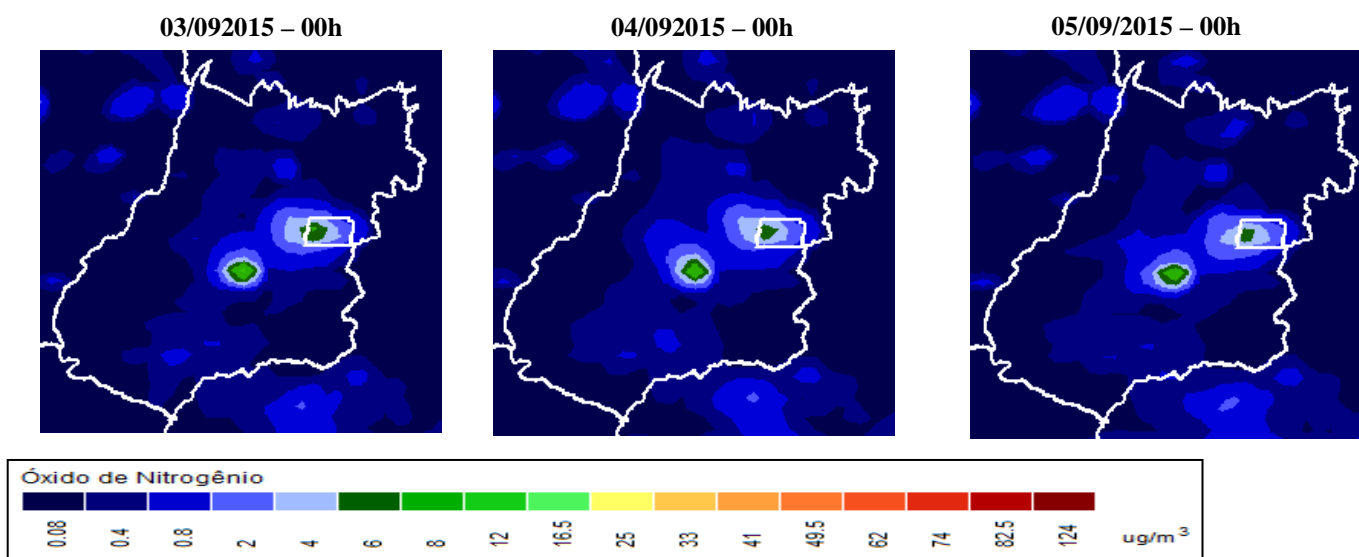 03/092015 – 00h
04/092015 – 00h
05/09/2015 – 00h
Óxido de Nitrogênio
0.08 0.4 0.8 2 4 6 8 12 16.5 25 33 41 49.5 62 74 82.5 124 ug/m³